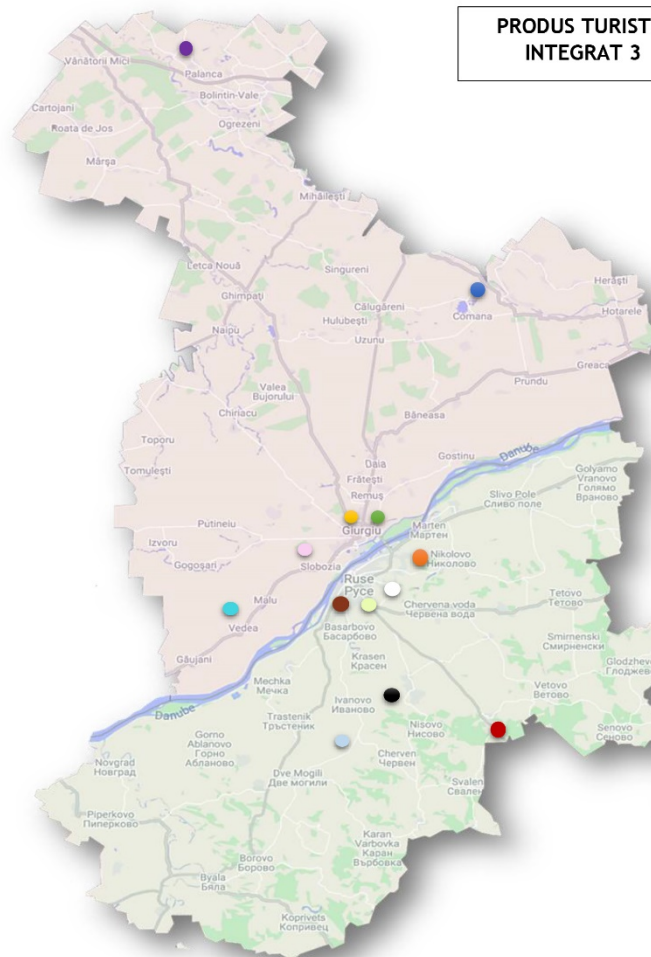 PRODUS TURIST
INTEGRAT 3
Vânătorii Mici
Palanca
Bolintin-Vale
Cartojani
Ogrezeni
Roata de Jos
Mârșa
Mihăilești
Letca Nouă
Singureni
Herăști
Ghimpați
Călugăreni
Hotarele
Hulubești
Comana
Naipu
Uzunu
Greaca
Valea
Bujorului
Prundu
Chiriacu
Băneasa
Toporu
Daia
Gostinu
Danube
Tomulești
Frătești
Golyamo
Vranovo
Голямо
Враново
Remuș
Slivo Pole
Сливо поле
Putineiu
Giurgiu
Marten
Мартен
Izvoru
Gogoșați
Slobozia
Nikolovo
Николово
Malu
Ruse
Русе
Tetovo
Тетово
Vedea
Chervena voda
Червена вода
Basarbovo
Басарбово
Smirnenski
Смирненски
Găujani
Krasen
Красен
Glodzhevo
Глоджево
Mechka
Мечка
Ivanovo
Иваново
Vetovo
Ветово
Danube
Trastenik
Тръстеник
Nisovo
Нисово
Senovo
Сеново
Gorno
Ablanovo
Горно
Абланово
Cherven
Червен
Novgrad
Новград
Dve Mogili
Две могили
Svalen
Свален
Piperkovo
Пиперково
Karan
Varbovka
Каран
Върбовка
Borovo
Борово
Byala
Бяла
Koprivets
Копривец